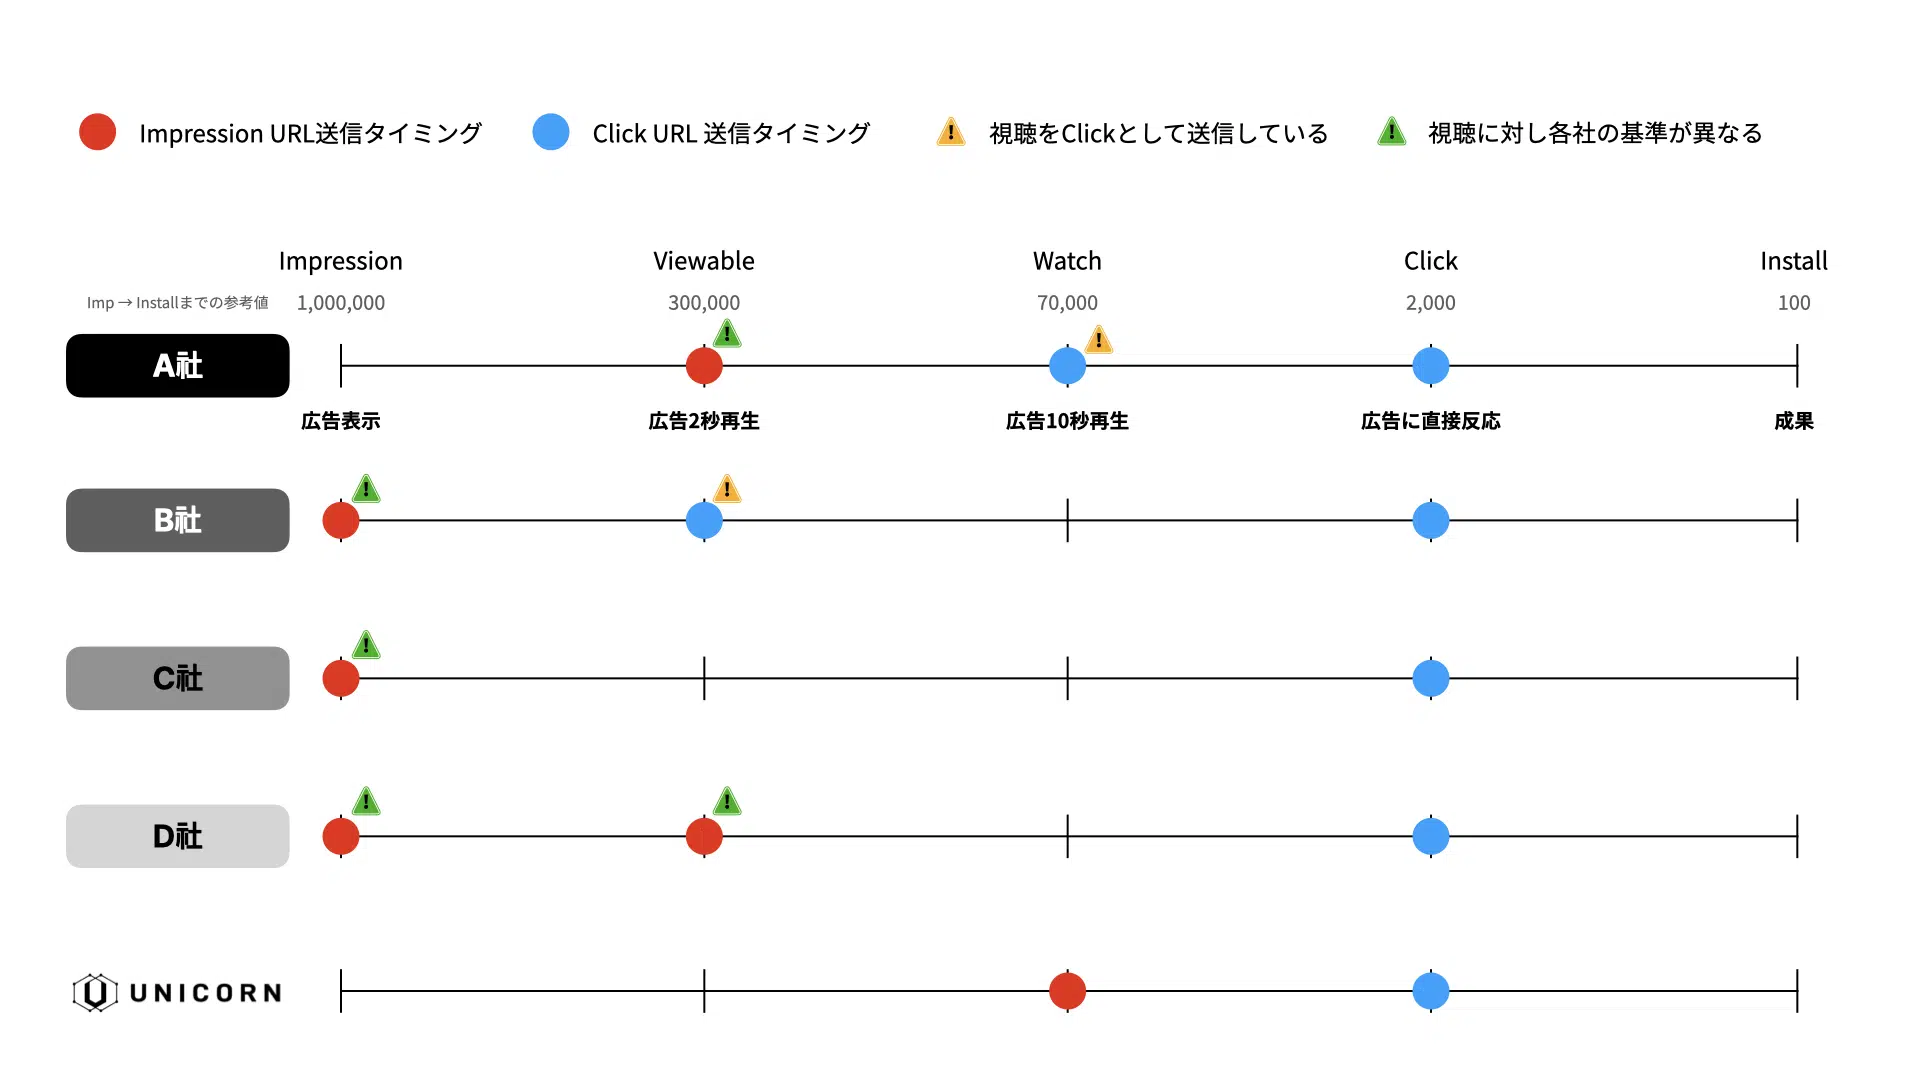 Impression URL送信タイミング
Click URL 送信タイミング
視聴をClickとして送信している
視聴に対し各社の基準が異なる
Impression
Viewable
Watch
Click
Install
Imp → Installまでの参考値
1,000,000
300,000
70,000
2,000
100
A社
広告表示
広告2秒再生
広告10秒再生
広告に直接反応
成果
B社
C社
D社
UNICORN